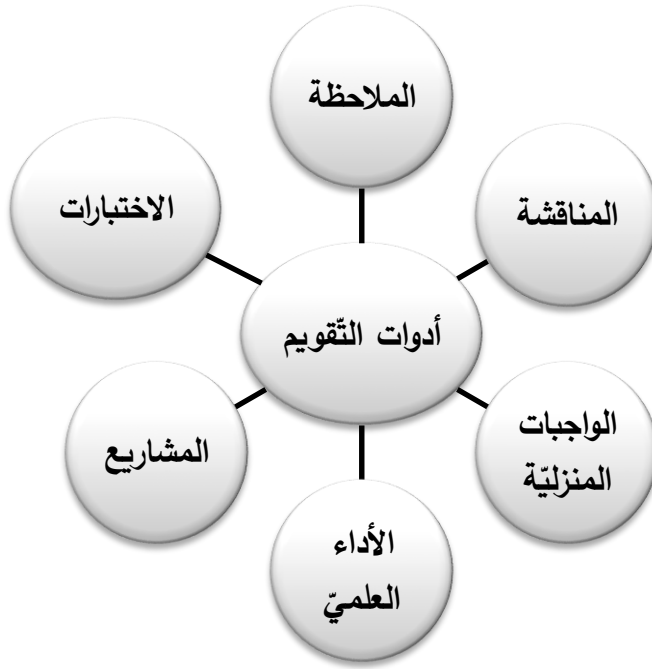 الملاحظة
المناقشة
الاختبارات
أدوات التّقويم
الواجبات
المنزليّة
المشاريع
الأداء
العلميّ